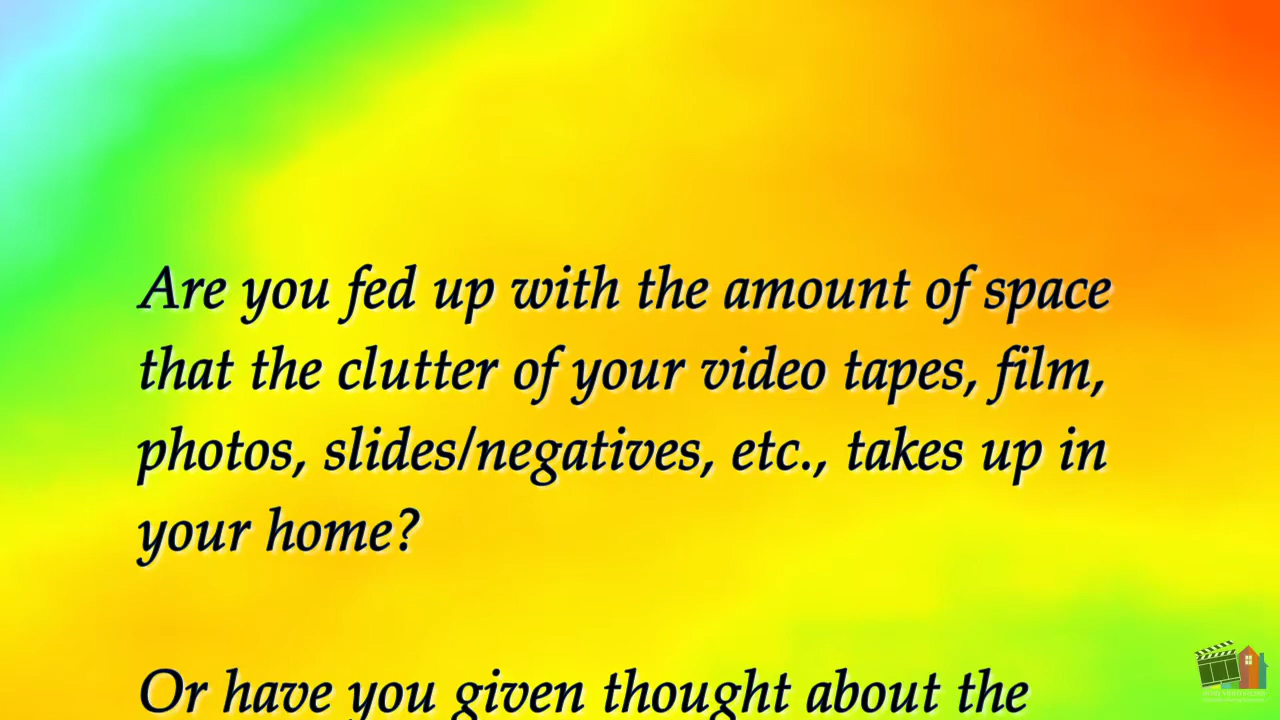 Are you fed up with the amount of space
that the clutter of your video tapes, film,
photos, slides/negatives, etc., takes up in
your home?
Or have you given thought about the